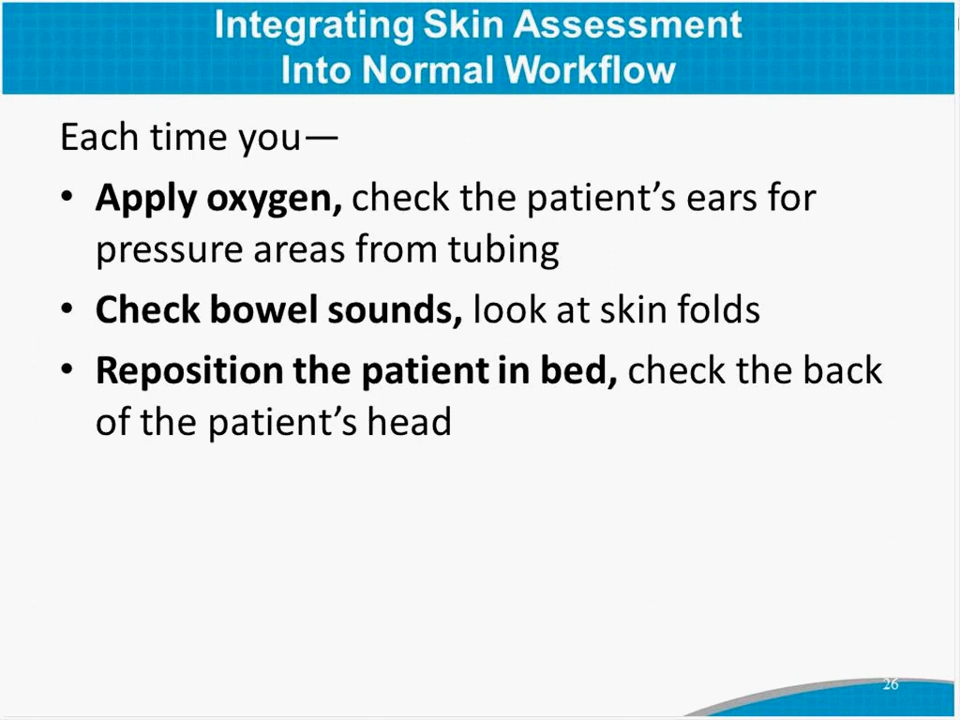 Integrating Skin Assessment
Into Normal Workflow
Each time you—
• Apply oxygen, check the patient’s ears for
pressure areas from tubing
• Check bowel sounds, look at skin folds
• Reposition the patient in bed, check the back
of the patient’s head
26